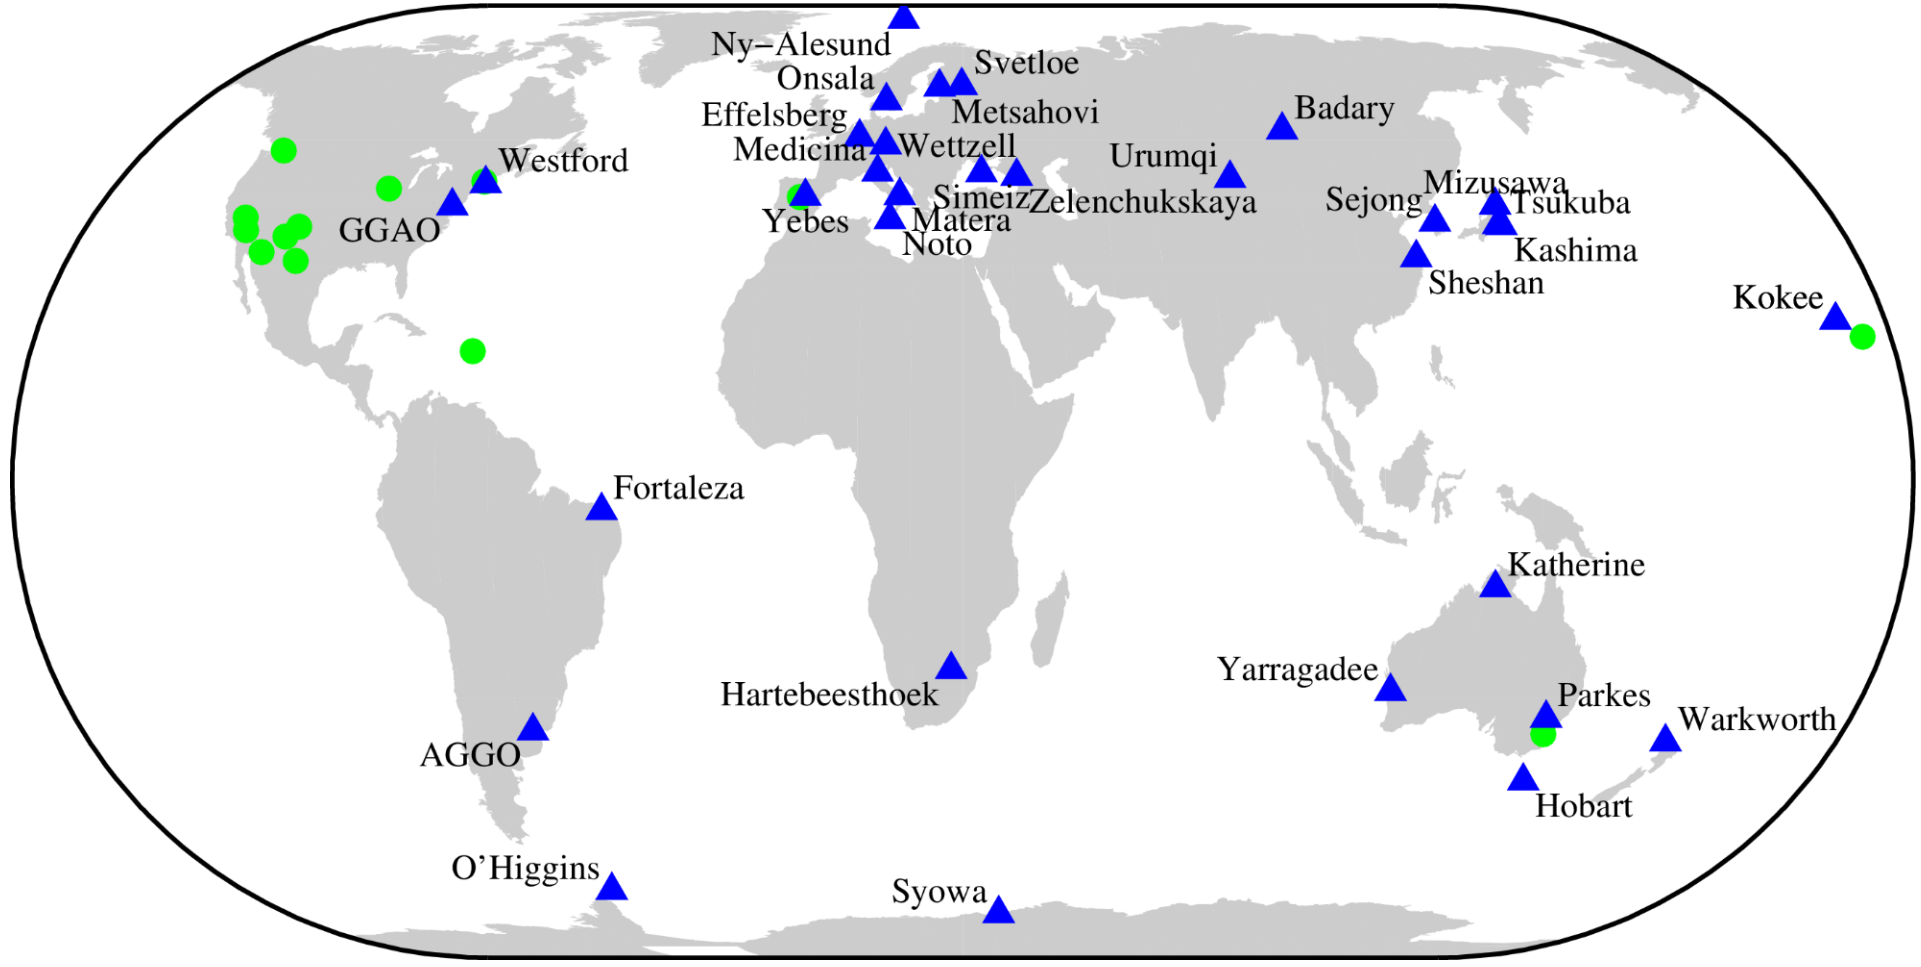 Ny−Alesund
Svetloe
Onsala
Badary
Metsahovi
Effelsberg
Wettzell
Medicina
Urumqi
Westford
Mizusawa
Simeiz
Zelenchukskaya
Sejong
Tsukuba
Yebes
Matera
GGAO
Noto
Kashima
Sheshan
Kokee
Fortaleza
Katherine
Yarragadee
Hartebeesthoek
Parkes
Warkworth
AGGO
Hobart
O’Higgins
Syowa